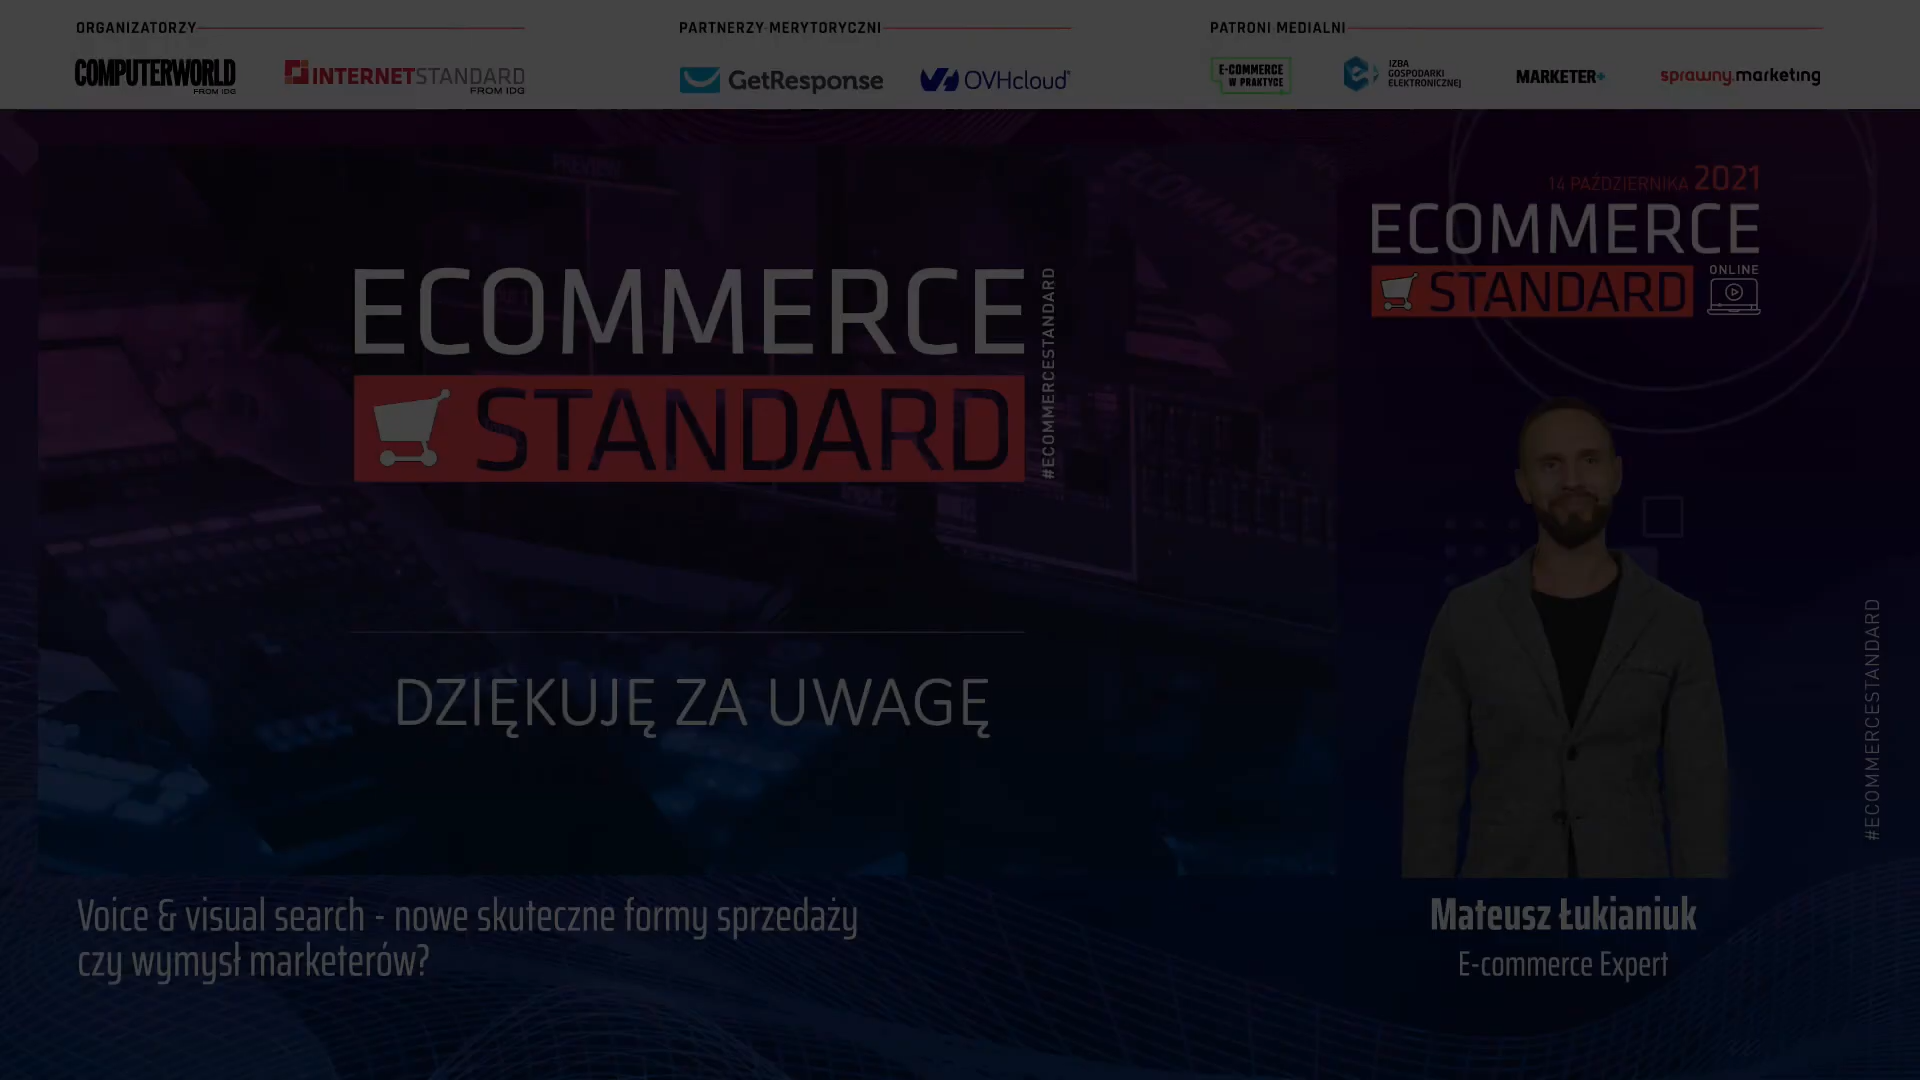 ORGANIZATORZY
COMPUTERWORLD
FROM IDG
INTERNETSTANDARD
FROM IDG
PARTNERZY MERYTORYCZNI
GetResponse
OVHcloud
PATRONI MEDIALNI
E-COMMERCE
W PRAKTYCE
IZBA
GOSPODARKI
ELEKTRONICZNEJ
MARKETER+
sprawny.marketing
14 PAŹDZIERNIKA 2021
ECOMMERCE
STANDARD
ONLINE
ECOMMERCE
STANDARD
#ECOMMERCESTANDARD
DZIĘKUJĘ ZA UWAGĘ
#ECOMMERCESTANDARD
Voice & visual search - nowe skuteczne formy sprzedaży
czy wymysł marketerów?
Mateusz Łukianiuk
E-commerce Expert
PREVIEW
ECOMMERCE